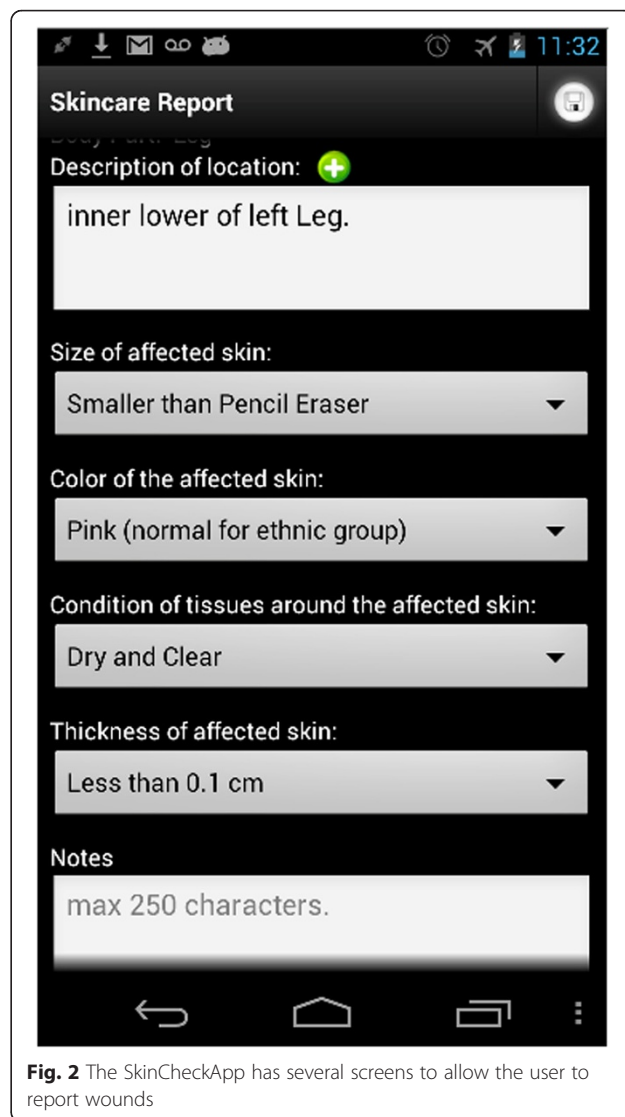 11:32
Skincare Report
Body Part: Leg
Description of location:
inner lower of left Leg.
Size of affected skin:
Smaller than Pencil Eraser
Color of the affected skin:
Pink (normal for ethnic group)
Condition of tissues around the affected skin:
Dry and Clear
Thickness of affected skin:
Less than 0.1 cm
Notes
max 250 characters.
Fig. 2 The SkinCheckApp has several screens to allow the user to
report wounds